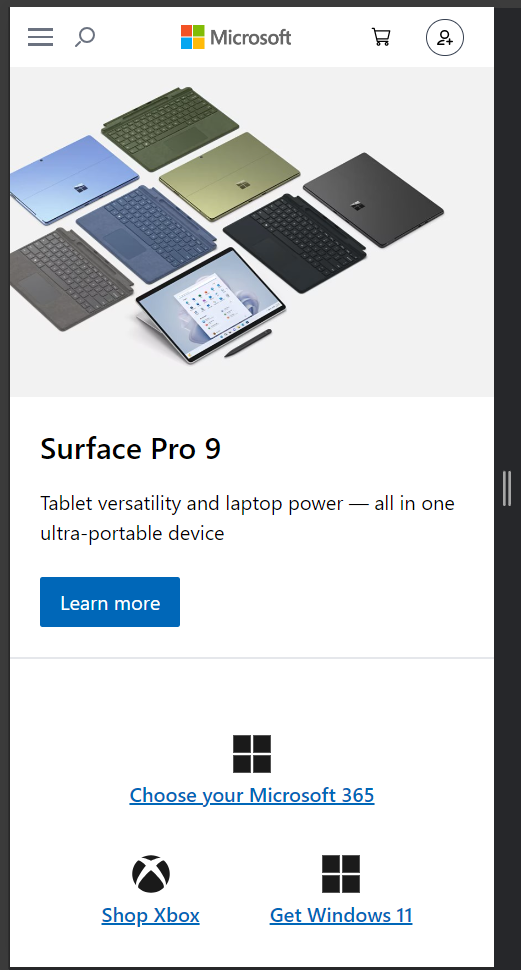 Microsoft
Surface Pro 9
Tablet versatility and laptop power — all in one
ultra-portable device
Learn more
Choose your Microsoft 365
Shop Xbox
Get Windows 11